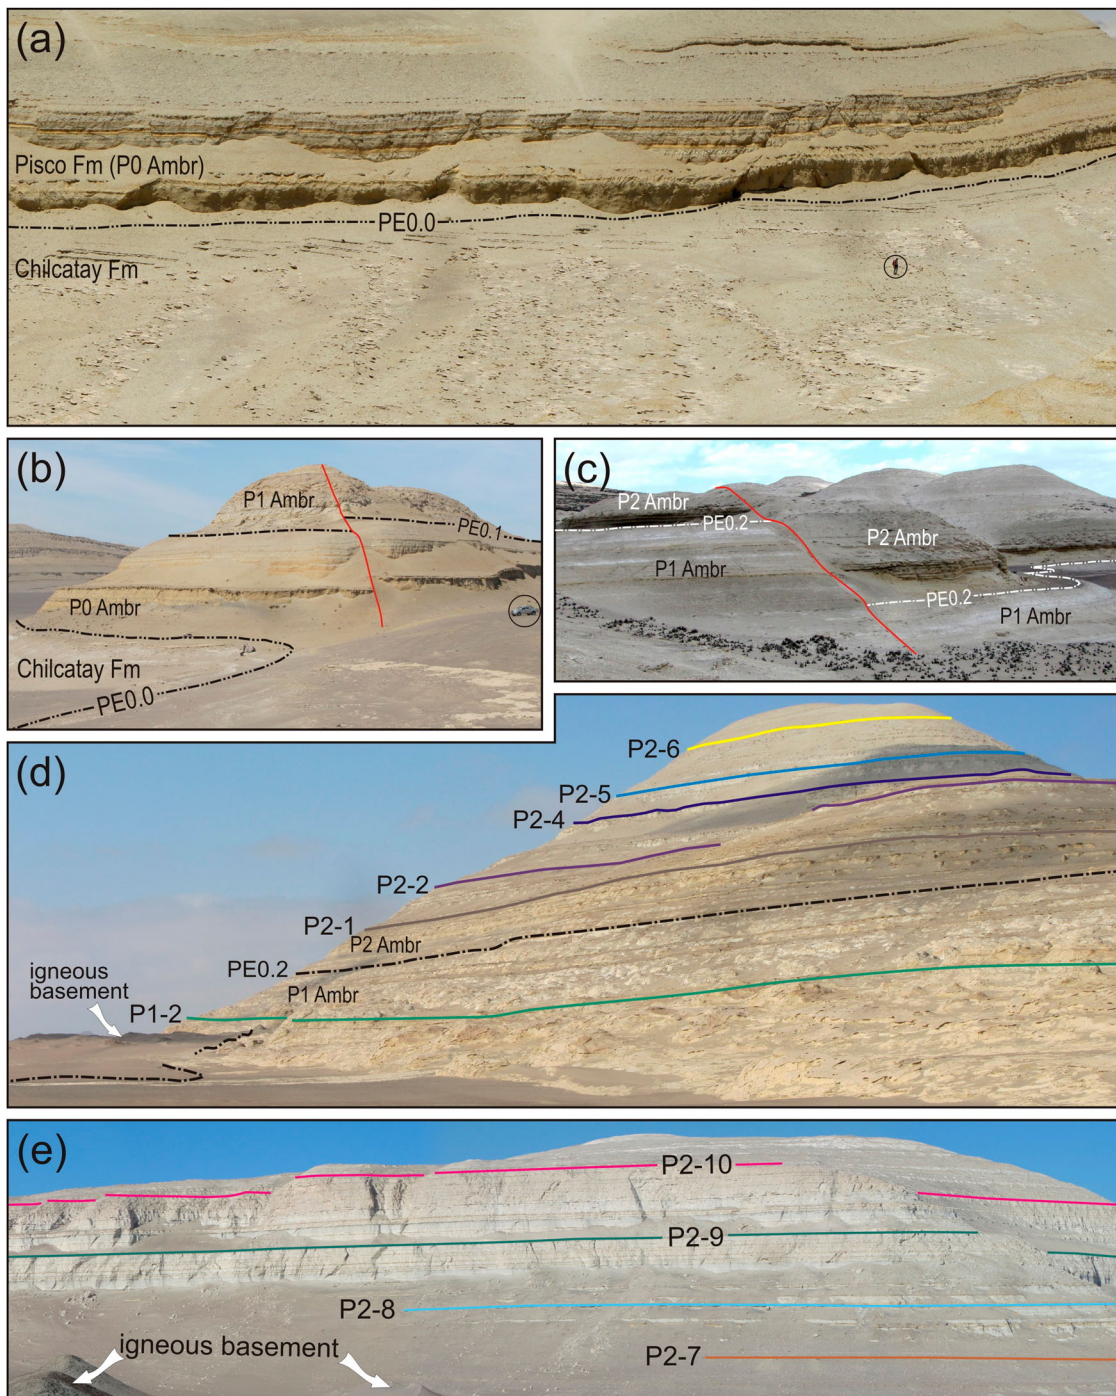 (a)
Pisco Fm (P0 Ambr)
PE0.0
Chilcatay Fm
(b)
P1 Ambr
PE0.1
P0 Ambr
Chilcatay Fm
PE0.0
(c)
P2 Ambr
PE0.2
P2 Ambr
P1 Ambr
PE0.2
P1 Ambr
(d)
P2-6
P2-5
P2-4
P2-2
P2-1
P2 Ambr
PE0.2
P1 Ambr
igneous
basement
P1-2
(e)
P2-10
P2-9
P2-8
P2-7
igneous basement